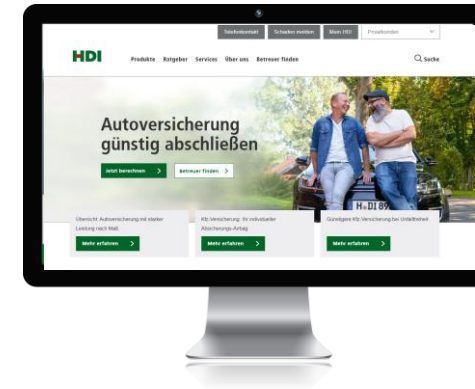 Telefonkontakt Schaden melden Mein HDI Privatkunden
HDI Produkte Ratgeber Services Über uns Betreuer finden Suche
Autoversicherung
günstig abschließen
Jetzt berechnen Betreuer finden
H DI 89
Übersicht: Autoversicherung mit starker
Leistung nach Maß.
Mehr erfahren
Kfz-Versicherung: Ihr individueller
Absicherungs-Airbag
Mehr erfahren
Günstigere Kfz-Versicherung bei Unfallfreiheit
Mehr erfahren